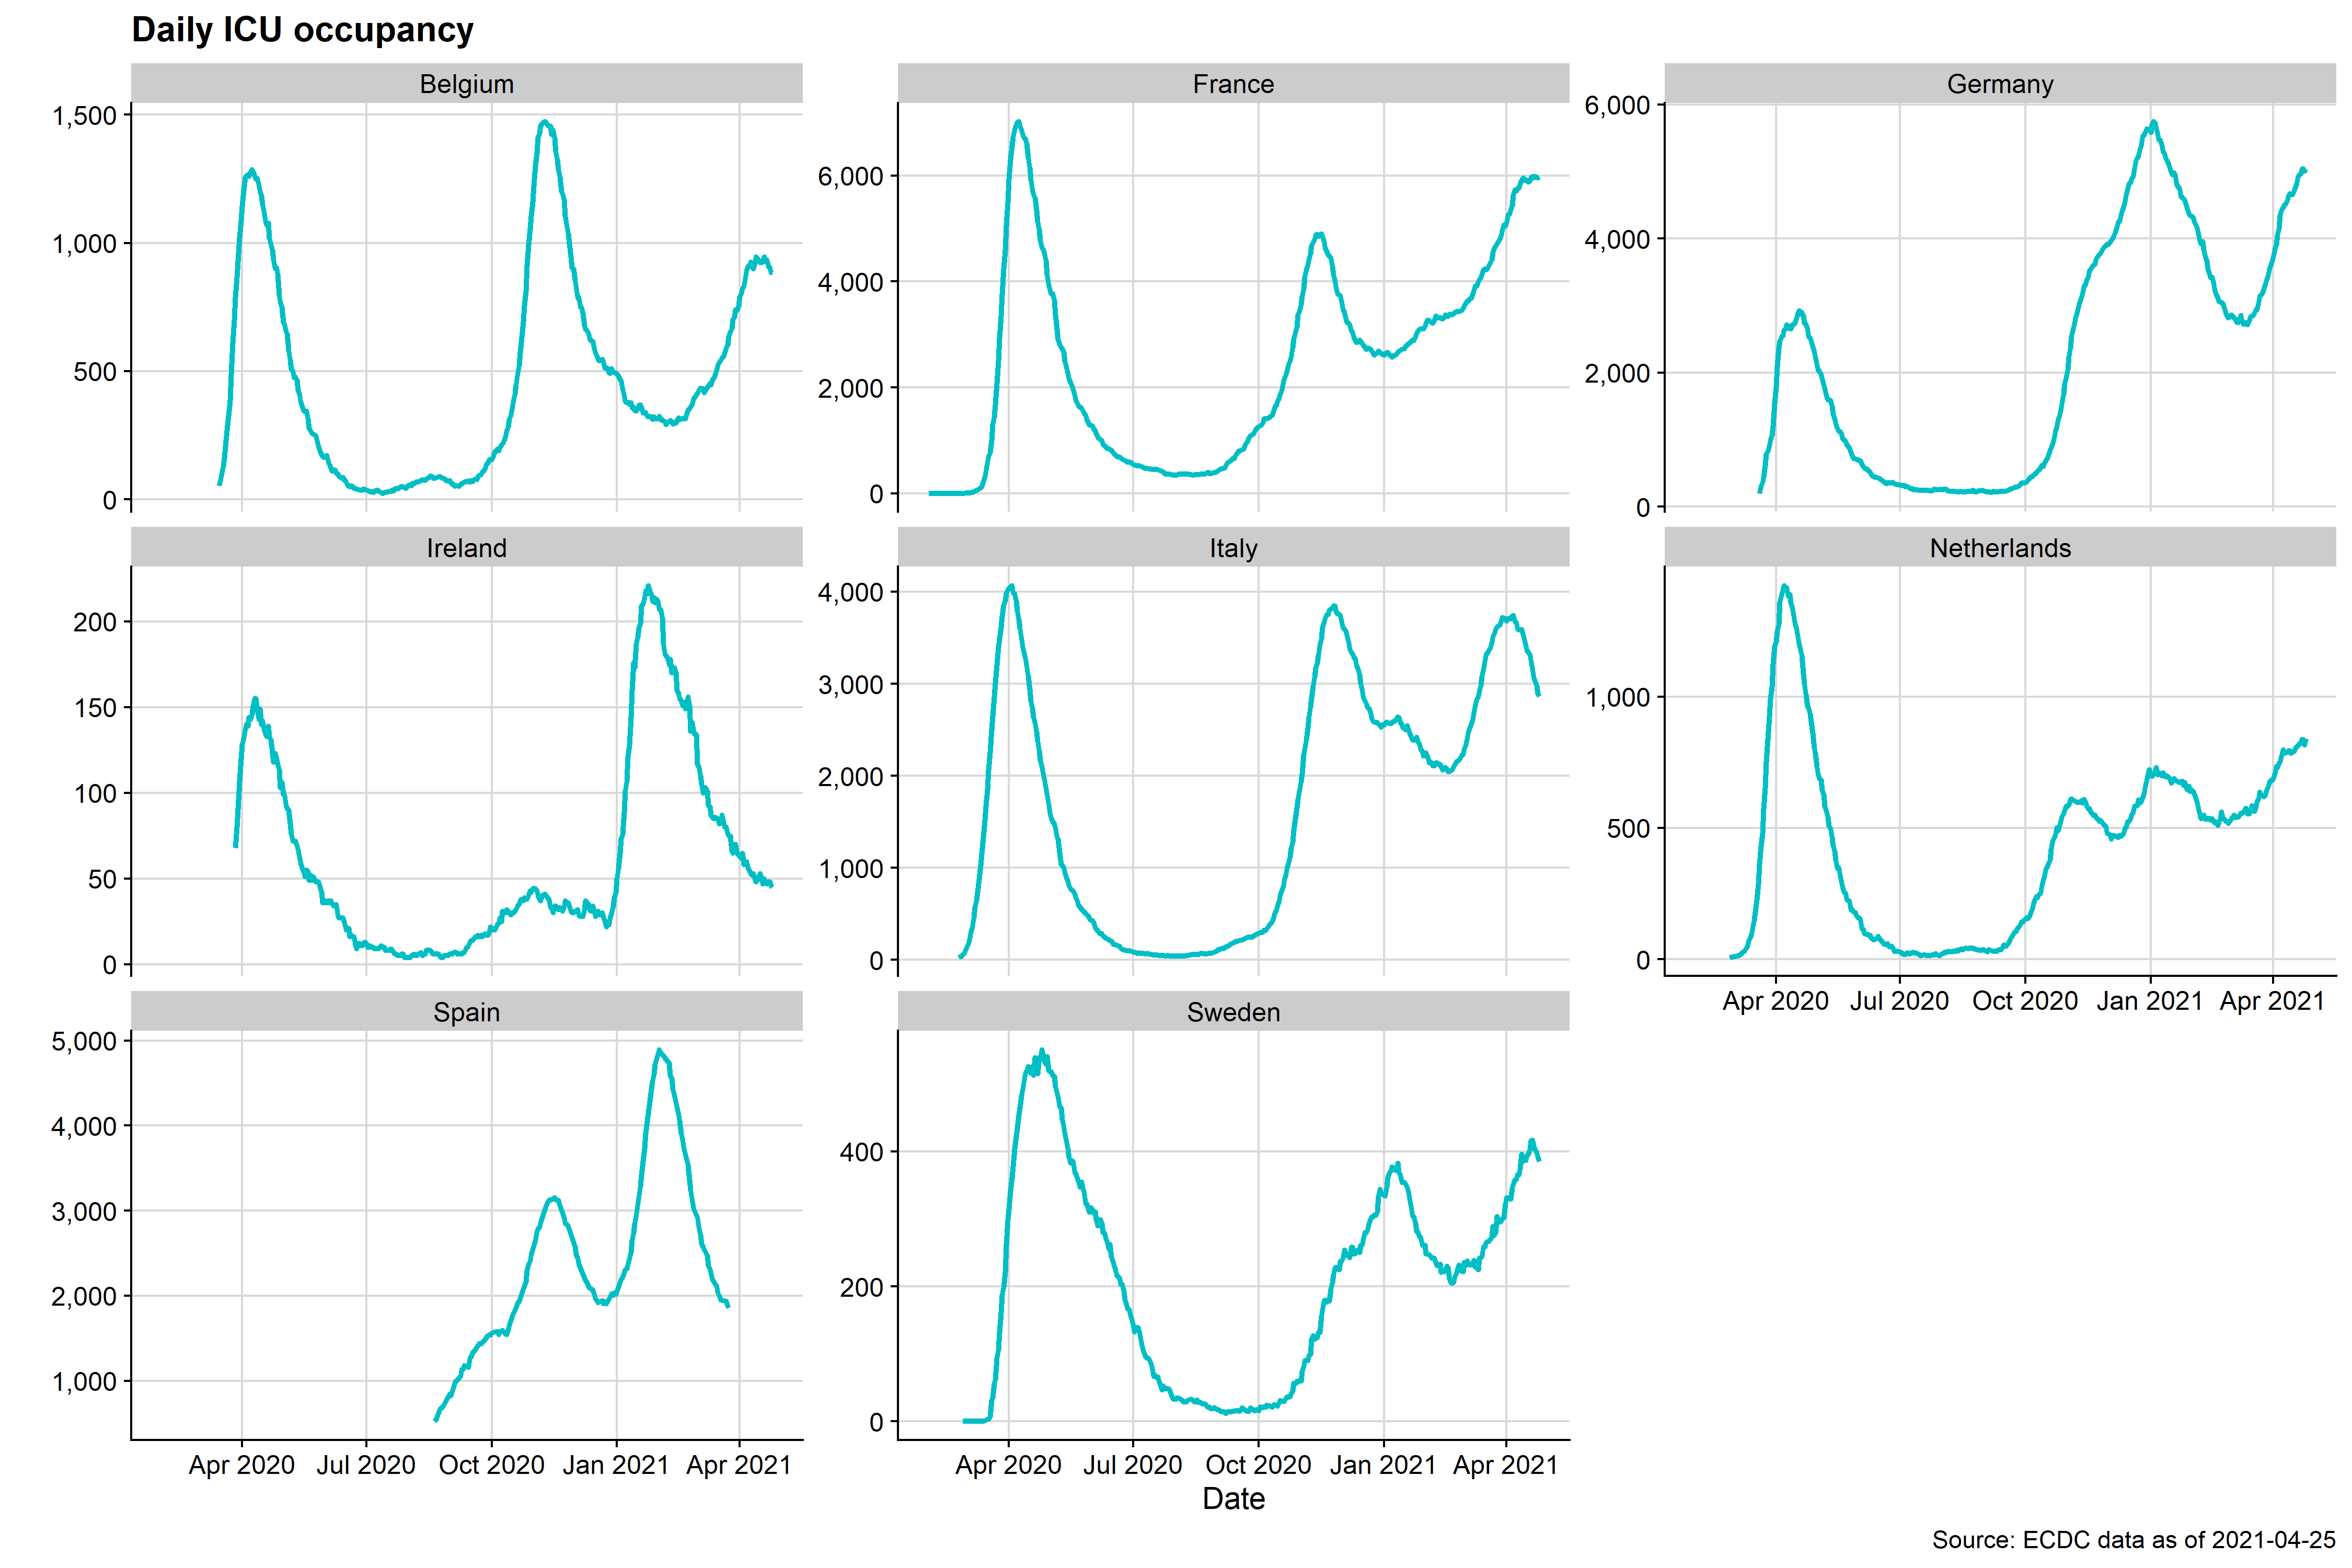 Daily ICU occupancy
Belgium
1,500
1,000
500
0
France
6,000
4,000
2,000
0
Germany
6,000
4,000
2,000
0
Ireland
200
150
100
50
0
Italy
4,000
3,000
2,000
1,000
0
Netherlands
1,000
500
0
Apr 2020 Jul 2020 Oct 2020 Jan 2021 Apr 2021
Spain
5,000
4,000
3,000
2,000
1,000
Apr 2020 Jul 2020 Oct 2020 Jan 2021 Apr 2021
Sweden
400
200
0
Apr 2020 Jul 2020 Oct 2020 Jan 2021 Apr 2021
Date
Source: ECDC data as of 2021-04-25